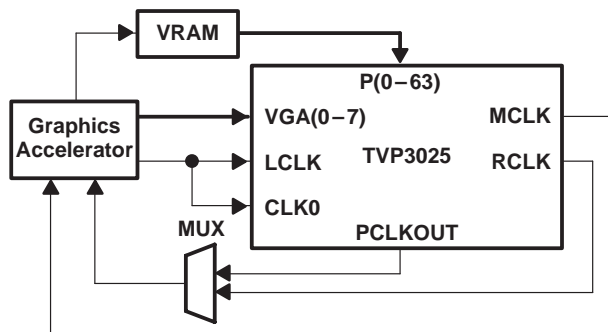 VRAM
P(0–63)
Graphics
Accelerator
VGA(0–7)
MCLK
LCLK
TVP3025
RCLK
CLK0
MUX
PCLKOUT